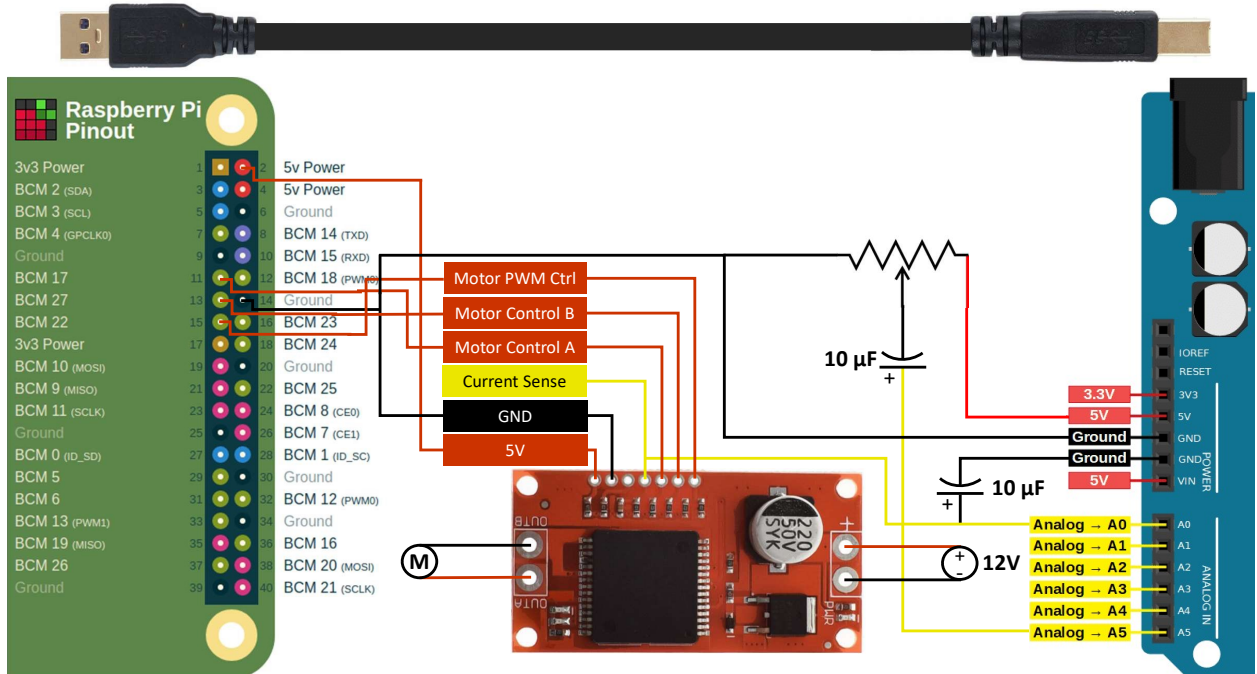 Raspberry Pi
Pinout
3v3 Power 1 2 5v Power
BCM 2 (SDA) 3 4 5v Power
BCM 3 (SCL) 5 6 Ground
BCM 4 (GPCLK0) 7 8 BCM 14 (TXD)
Ground 9 10 BCM 15 (RXD)
BCM 17 11 12 BCM 18 (PWM0)
BCM 27 13 14 Ground
BCM 22 15 16 BCM 23
3v3 Power 17 18 BCM 24
BCM 10 (MOSI) 19 20 Ground
BCM 9 (MISO) 21 22 BCM 25
BCM 11 (SCLK) 23 24 BCM 8 (CE0)
Ground 25 26 BCM 7 (CE1)
BCM 0 (ID_SD) 27 28 BCM 1 (ID_SC)
BCM 5 29 30 Ground
BCM 6 31 32 BCM 12 (PWM0)
BCM 13 (PWM1) 33 34 Ground
BCM 19 (MISO) 35 36 BCM 16
BCM 26 37 38 BCM 20 (MOSI)
Ground 39 40 BCM 21 (SCLK)
Motor PWM Ctrl
Motor Control B
Motor Control A
Current Sense
GND
5V
M
OUTB
OUTA
220
50V
SYK
+
PWR
+
-
12V
10 µF
+
10 µF
+
IOREF
RESET
3.3V 3V3
5V 5V
Ground GND
Ground GND
5V VIN
POWER
Analog → A0 A0
Analog → A1 A1
Analog → A2 A2
Analog → A3 A3
Analog → A4 A4
Analog → A5 A5
ANALOG IN